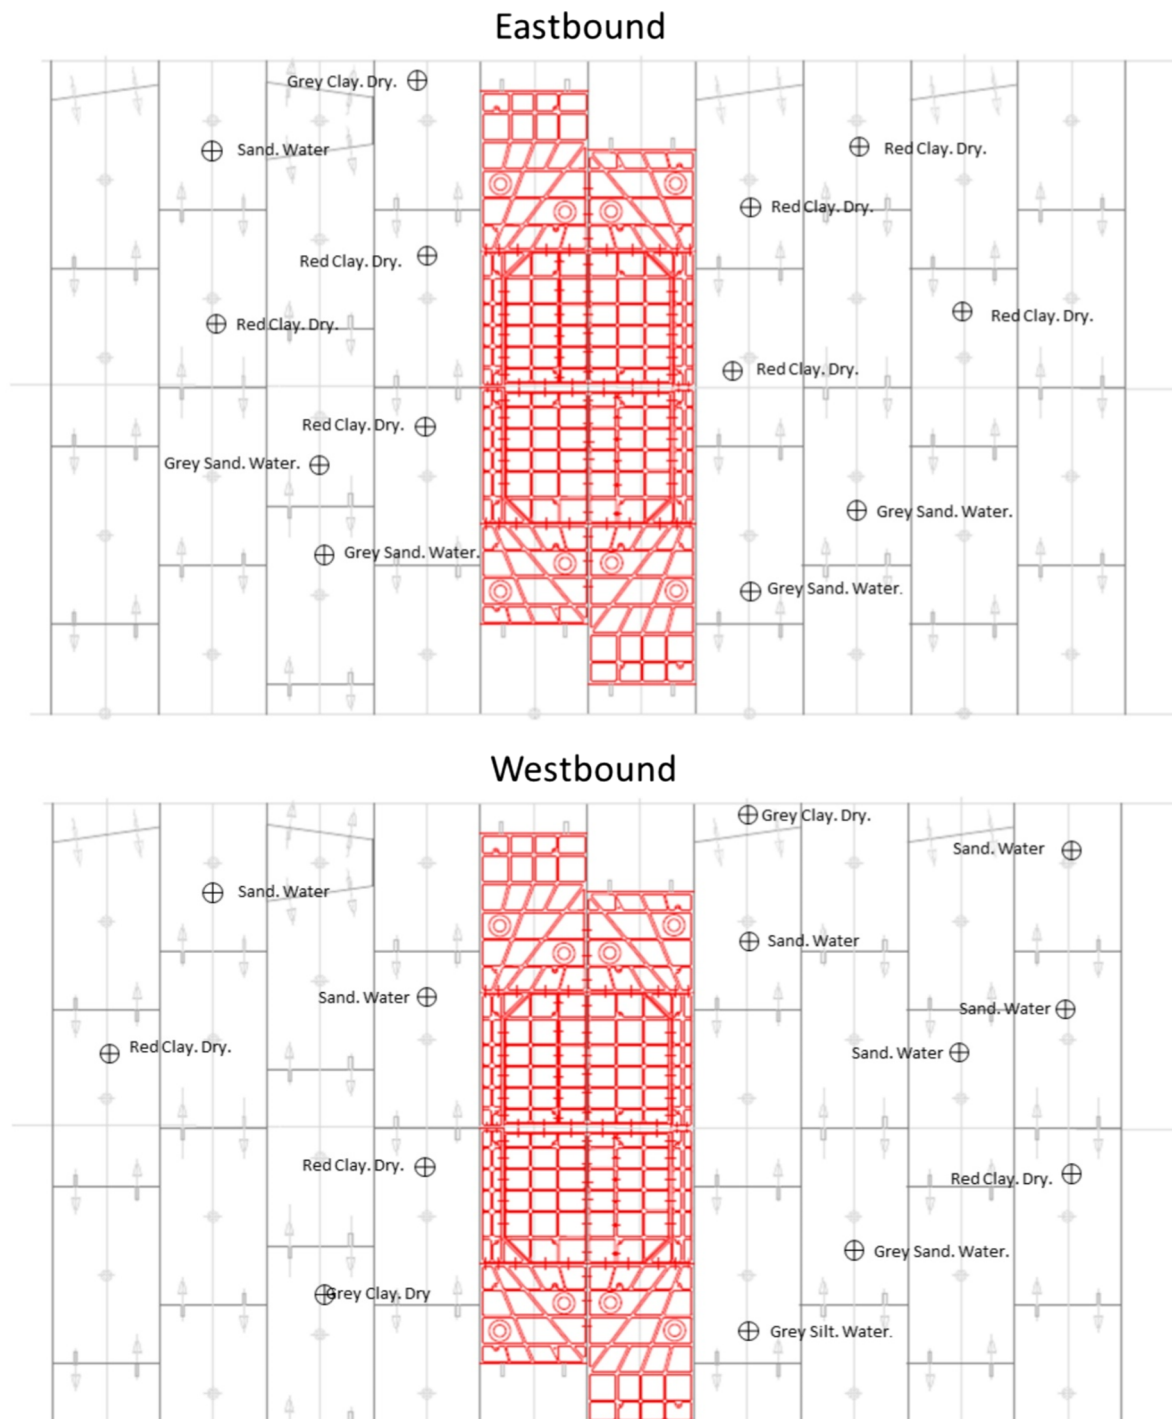 Eastbound
Grey Clay. Dry.
Red Clay. Dry.
Sand. Water
Red Clay. Dry.
Red Clay. Dry.
Red Clay. Dry.
Red Clay. Dry.
Red Clay. Dry.
Red Clay. Dry.
Grey Sand. Water.
Grey Sand. Water.
Grey Sand. Water.
Grey Sand. Water.
Westbound
Grey Clay. Dry.
Sand. Water
Sand. Water
Sand. Water
Sand. Water
Sand. Water
Red Clay. Dry.
Sand. Water
Red Clay. Dry.
Red Clay. Dry.
Grey Sand. Water.
Grey Clay. Dry
Grey Silt. Water.